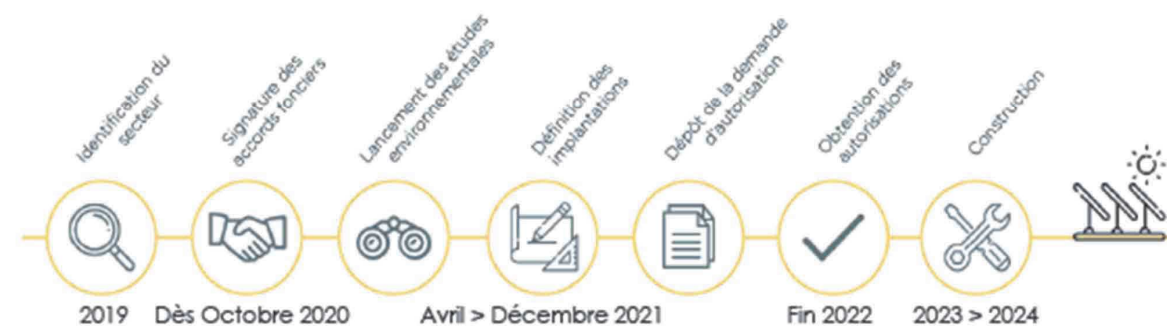 Identification du
secteur
Signature des
accords fonciers
Lancement des études
environnementales
Définition des
implantations
Dépôt de la demande
d'autorisation
Obtention des
autorisations
Construction
2019
Dès Octobre 2020
Avril > Décembre 2021
Fin 2022
2023 > 2024